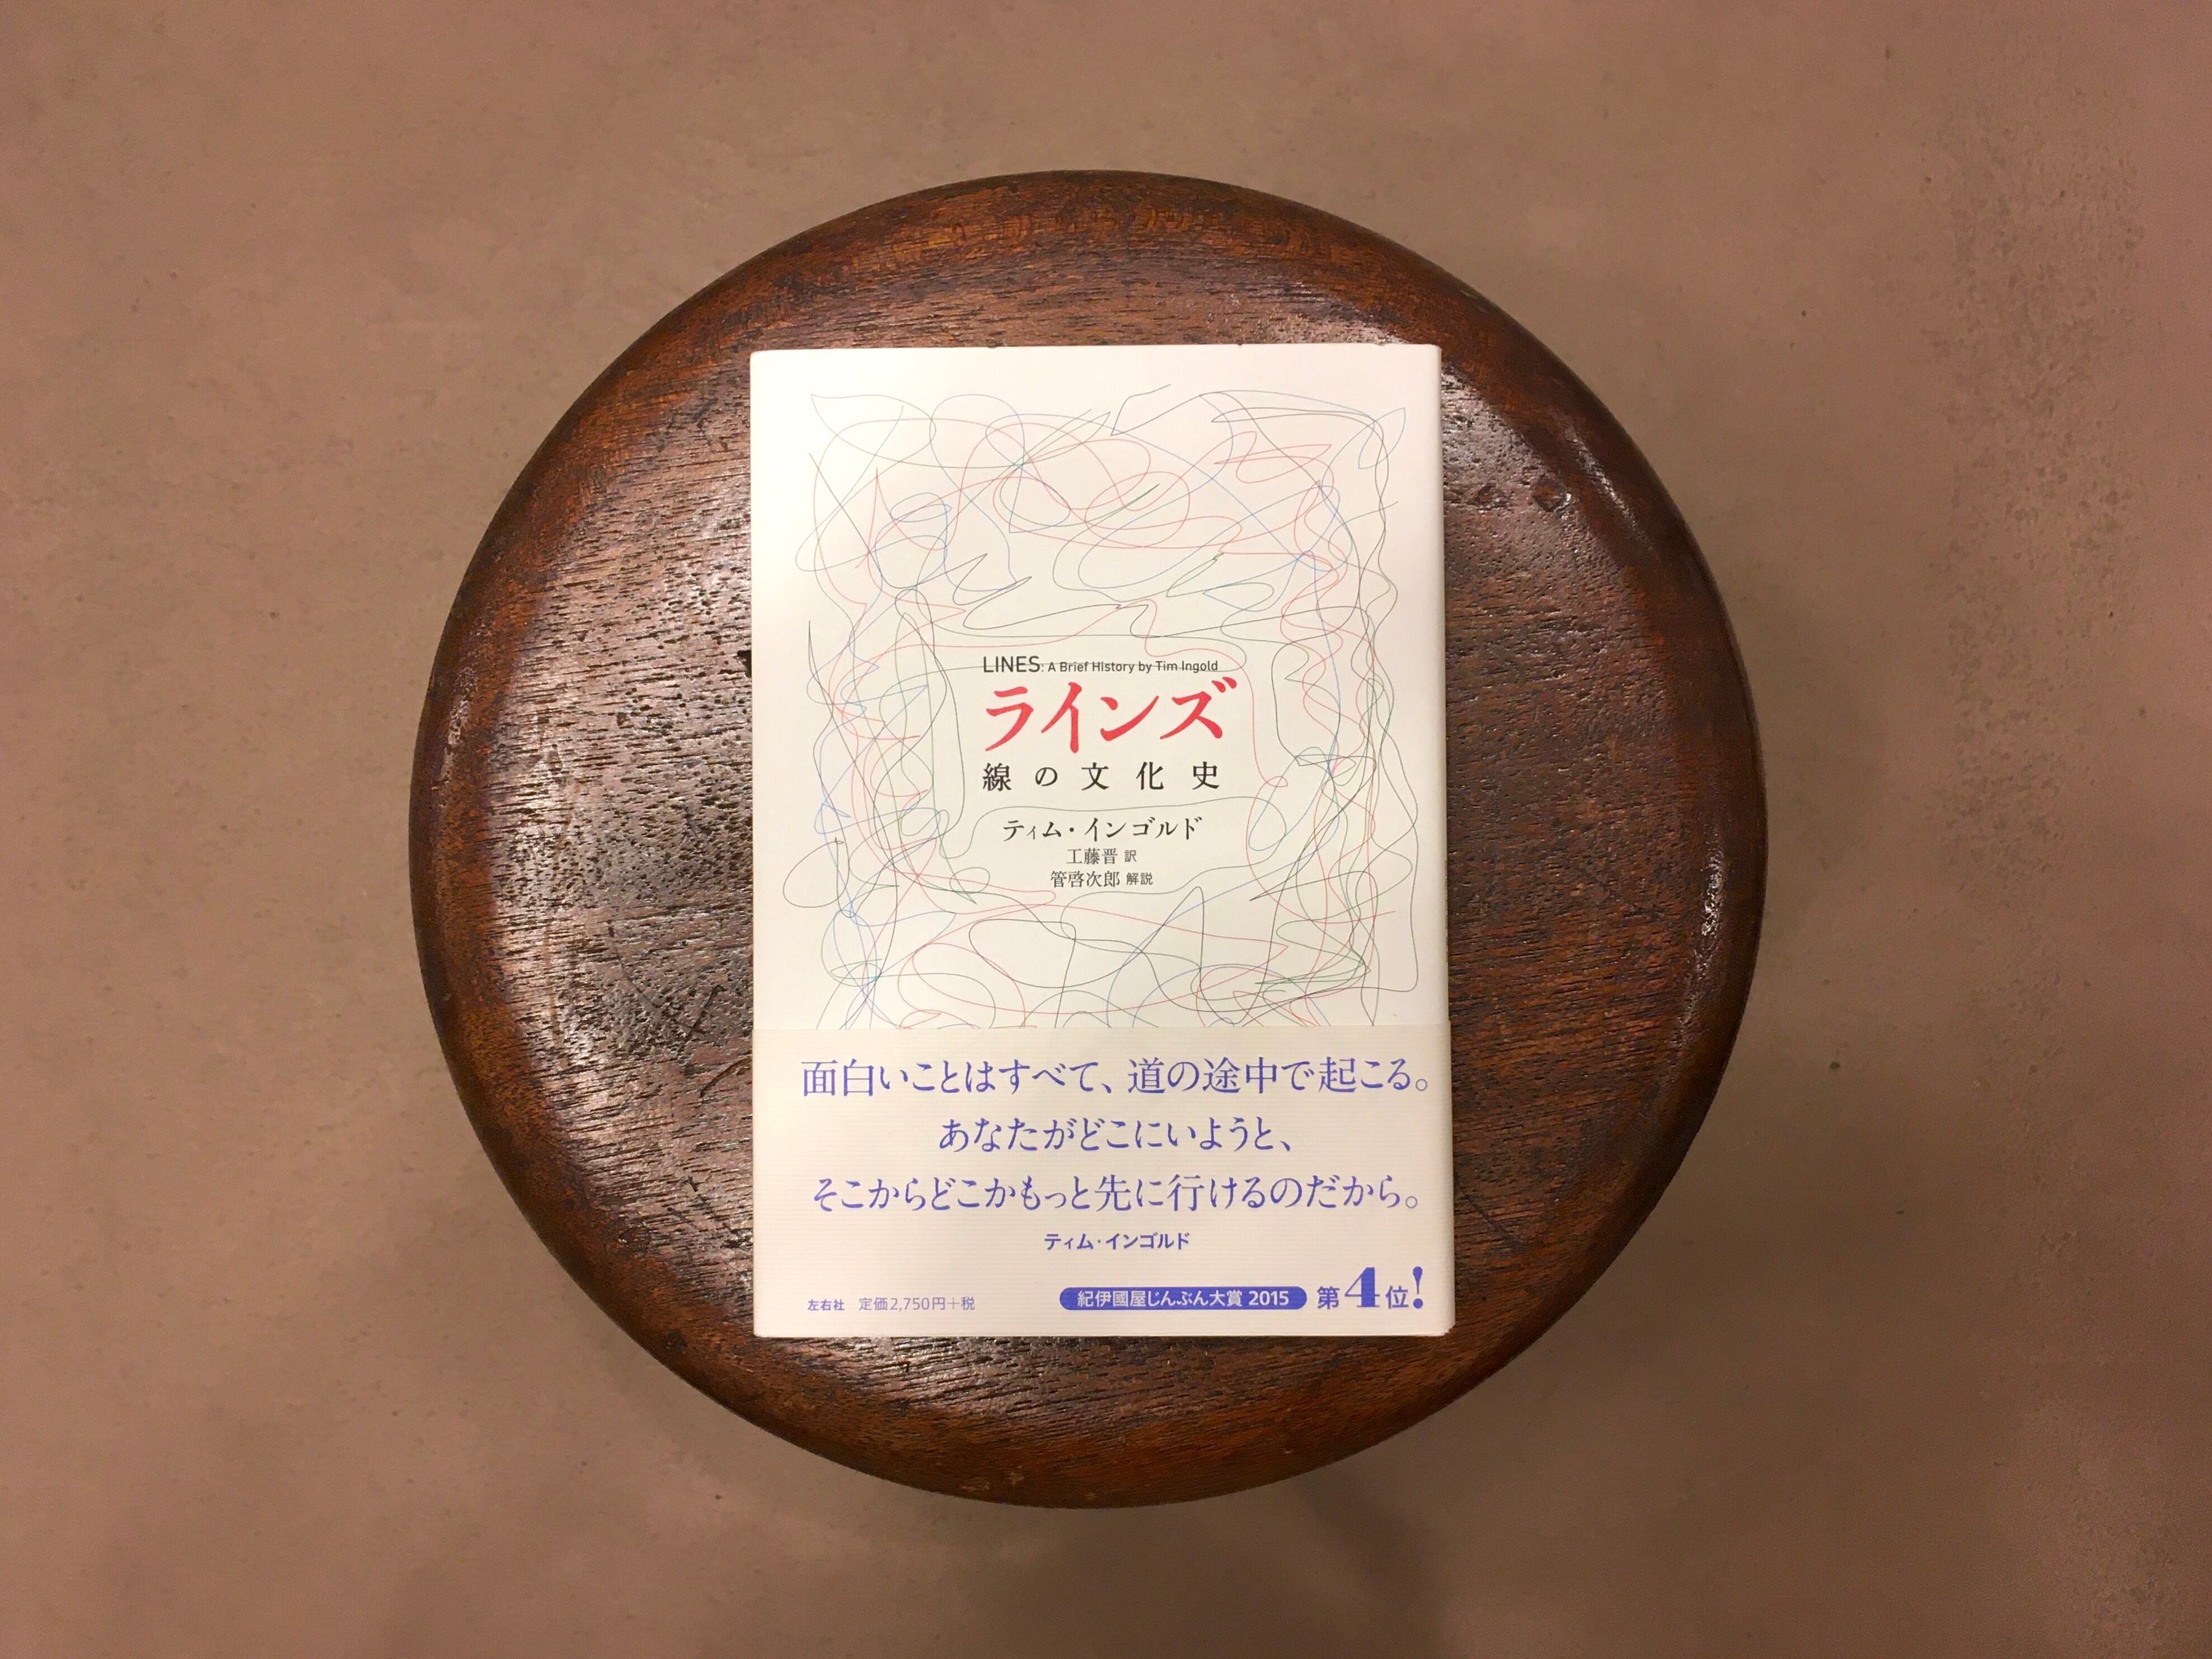 LINES: A Brief History by Tim Ingold
ラインズ
線の文化史
ティム・インゴルド
工藤晋 訳
管啓次郎 解説
面白いことはすべて、道の途中で起こる。
あなたがどこにいようと、
そこからどこかもっと先に行けるのだから。
ティム・インゴルド
左右社 定価2,750円+税
紀伊國屋じんぶん大賞 2015 第4位!